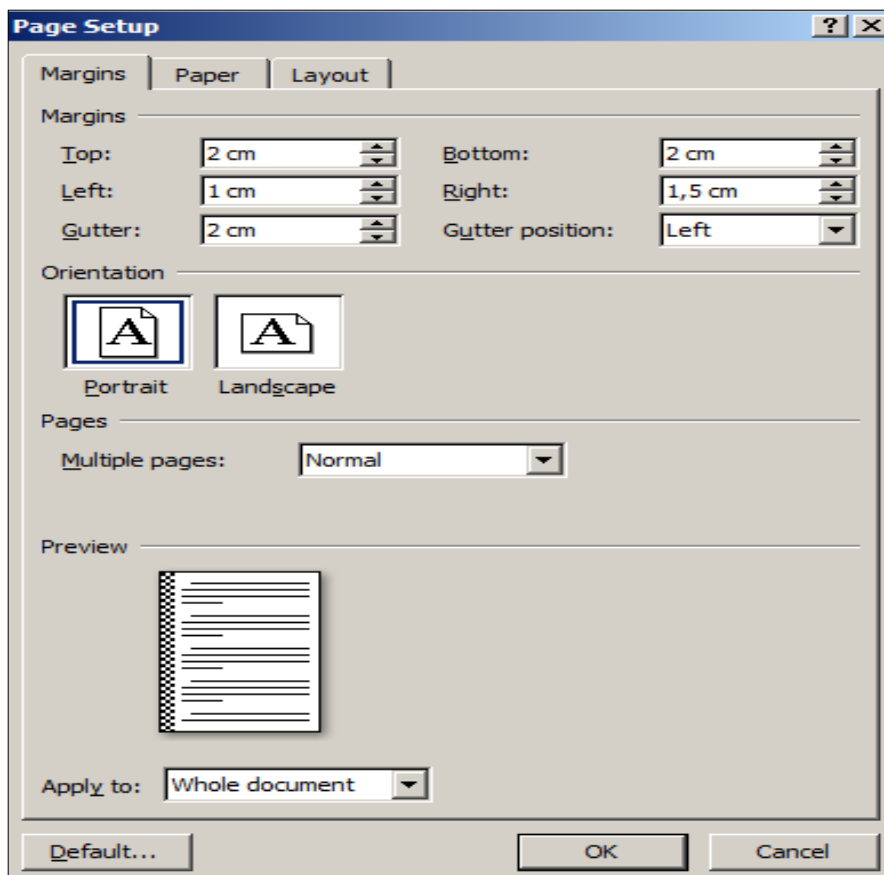 Page Setup
Margins Paper Layout
Margins
Top: 2 cm Bottom: 2 cm
Left: 1 cm Right: 1,5 cm
Gutter: 2 cm Gutter position: Left
Orientation
A A
Portrait Landscape
Pages
Multiple pages: Normal
Preview
Apply to: Whole document
Default... OK Cancel